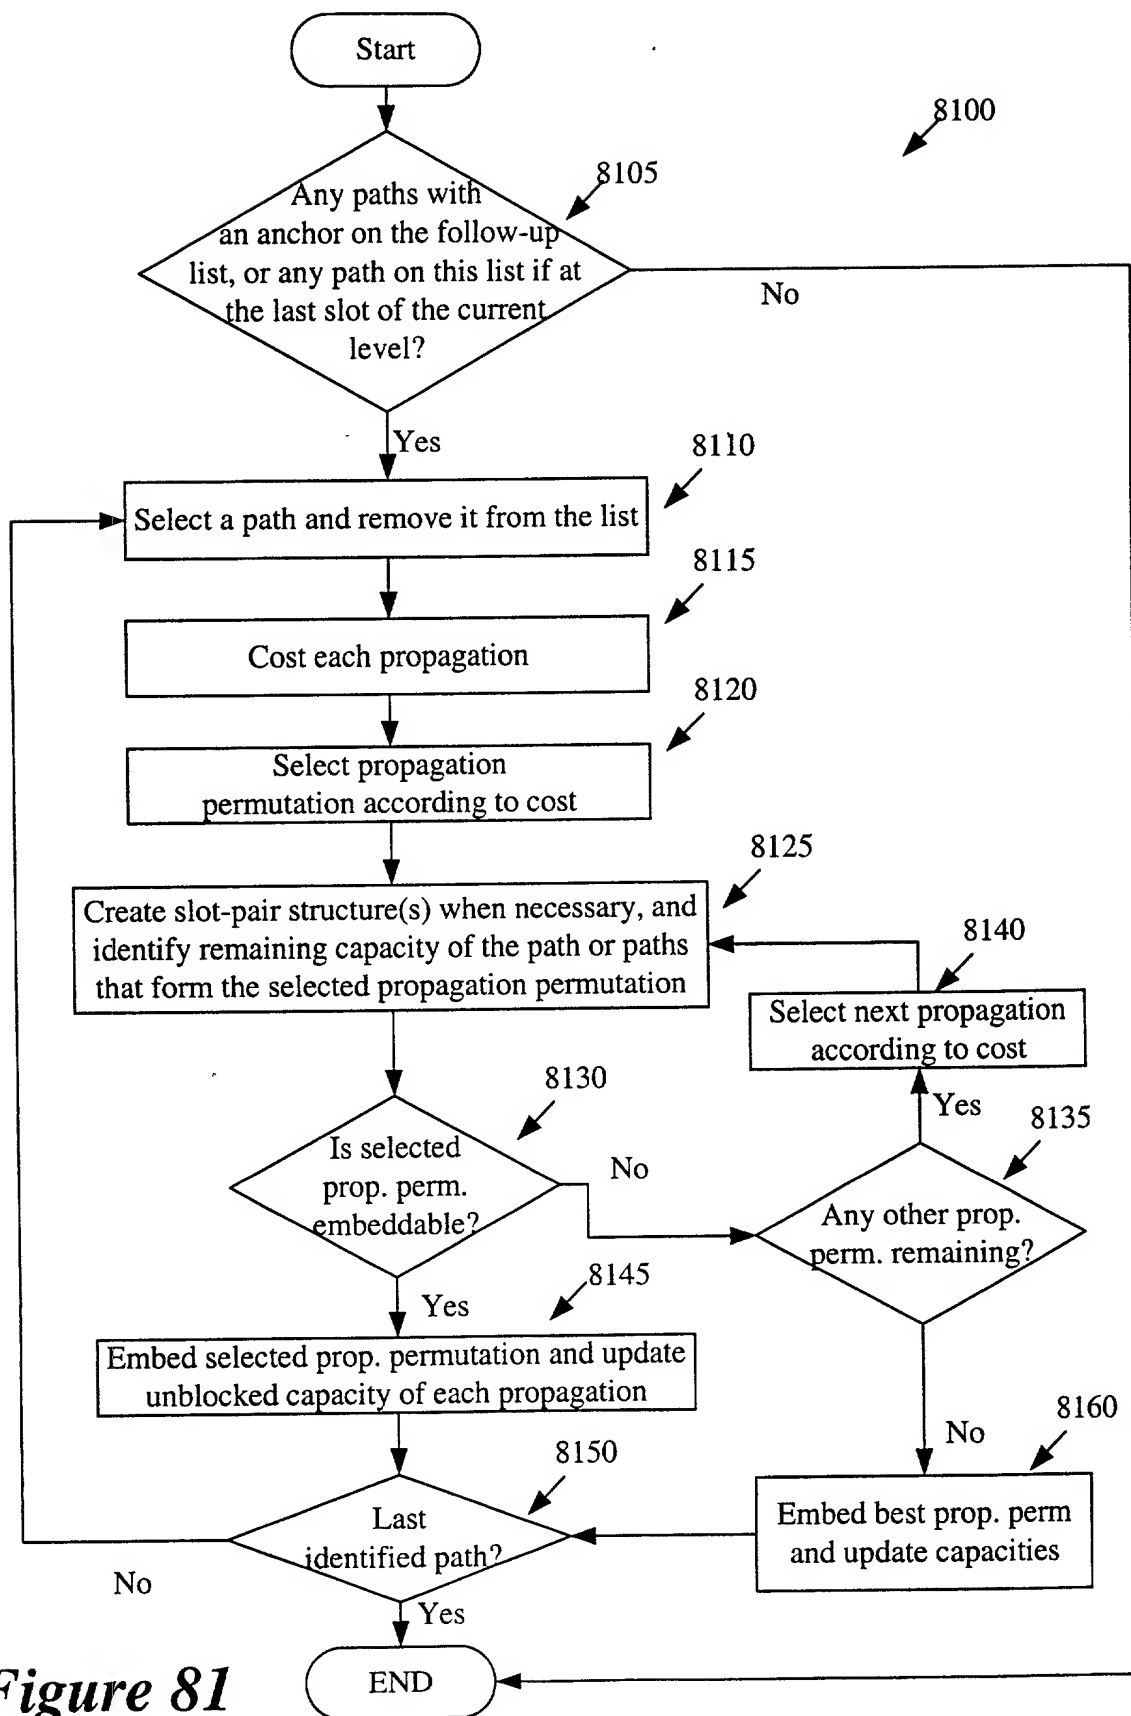 Start
8100
8105
Any paths with
an anchor on the follow-up
list, or any path on this list if at
the last slot of the current
level?
No
Yes
8110
Select a path and remove it from the list
8115
Cost each propagation
8120
Select propagation
permutation according to cost
8125
Create slot-pair structure(s) when necessary, and
identify remaining capacity of the path or paths
that form the selected propagation permutation
8140
Select next propagation
according to cost
Yes
8130
Is selected
prop. perm.
embeddable?
No
8135
Any other prop.
perm. remaining?
8145
Yes
Embed selected prop. permutation and update
unblocked capacity of each propagation
No
8160
Embed best prop. perm
and update capacities
8150
Last
identified path?
No
Yes
END
Figure 81